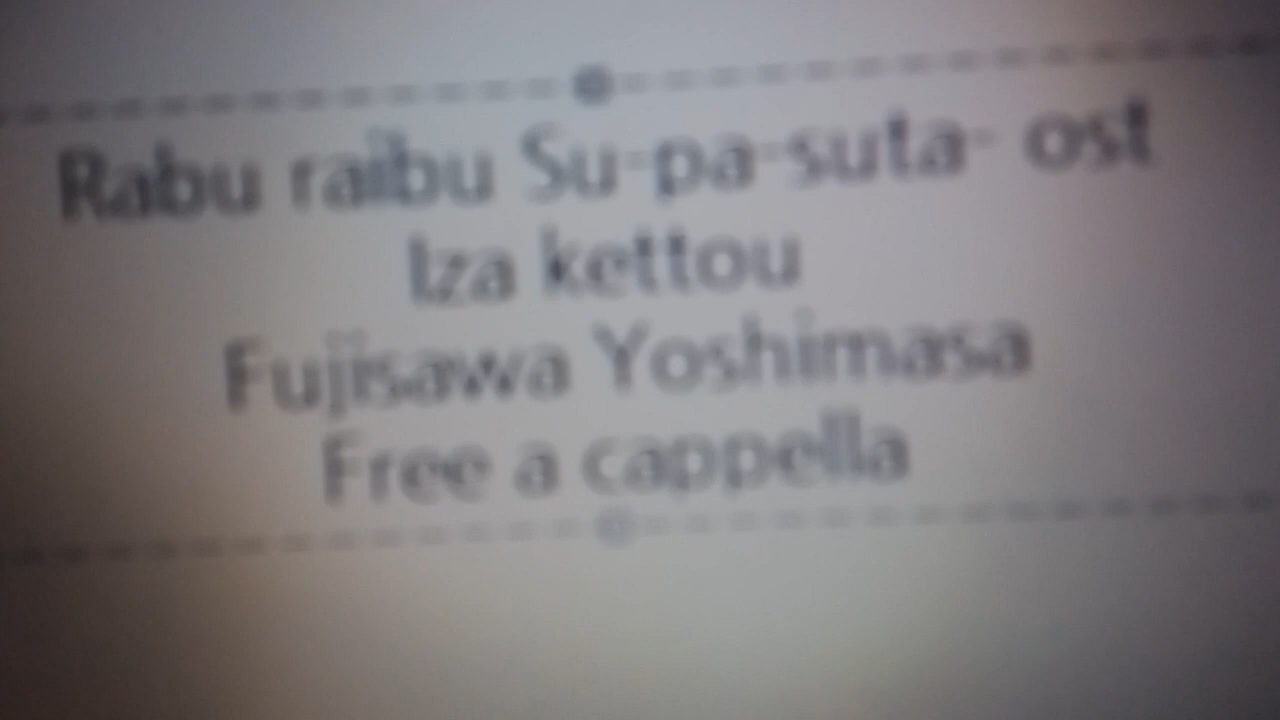 Rabu raibu Su-pa-suta- ost
Iza kettou
Fujisawa Yoshimasa
Free a cappella